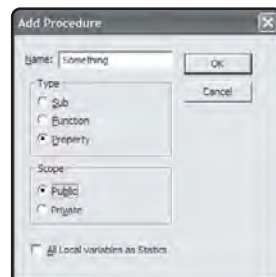 Add Procedure
Name: Something
OK
Cancel
Type
Sub
Function
Property
Scope
Public
Private
All Local variables as Statics